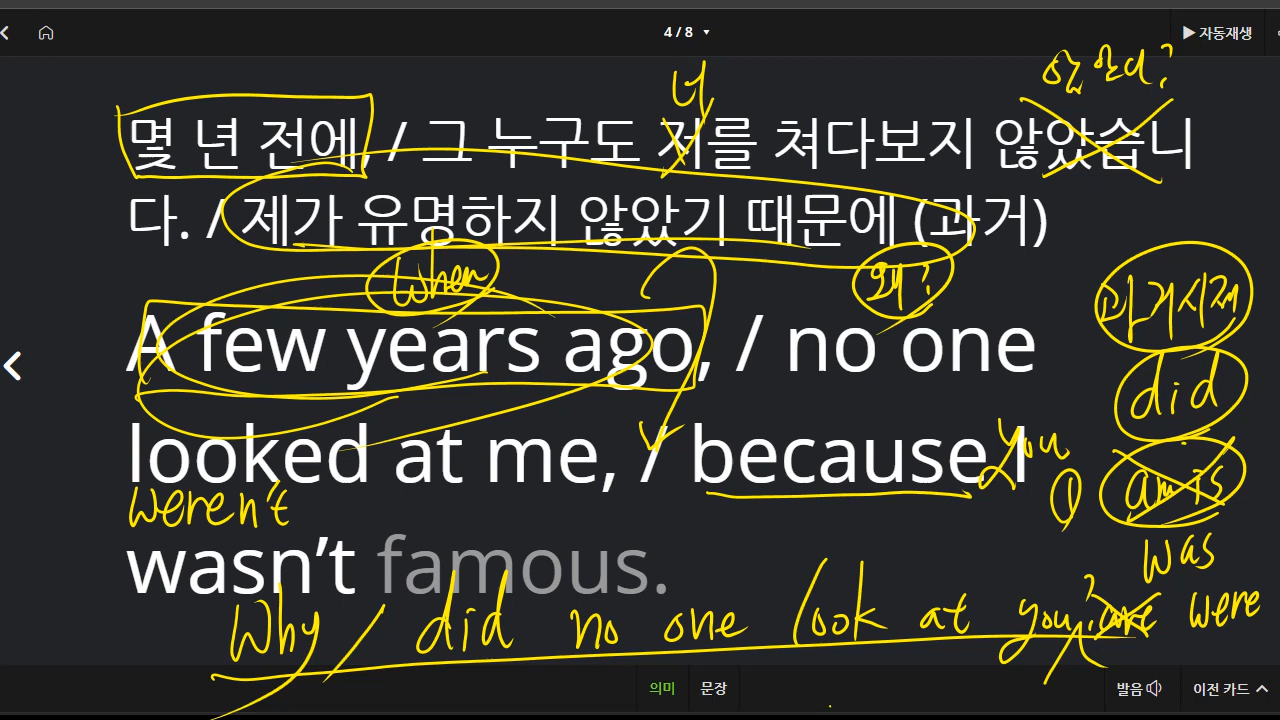 4 / 8
자동재생
너
않았니?
몇 년 전에, / 그 누구도 저를 쳐다보지 않았습니
다. / 제가 유명하지 않았기 때문에 (과거)
When
왜?
과거시제
A few years ago, / no one
did
looked at me, / because I
you
am is
weren't
wasn't famous.
was
Why / did no one look at you? are were
의미
문장
발음
이전 카드